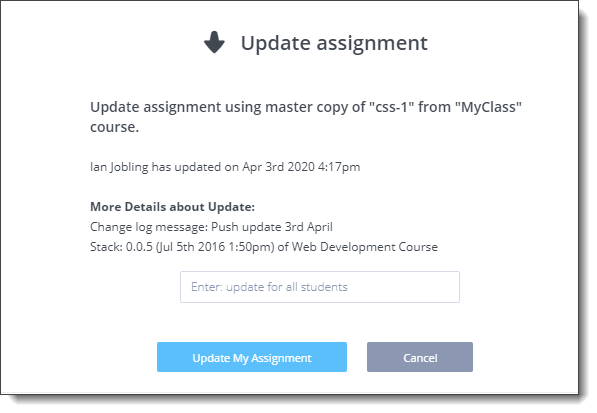 Update assignment
Update assignment using master copy of "css-1" from "MyClass"
course.
Ian Jobling has updated on Apr 3rd 2020 4:17pm
More Details about Update:
Change log message: Push update 3rd April
Stack: 0.0.5 (Jul 5th 2016 1:50pm) of Web Development Course
Enter: update for all students
Update My Assignment
Cancel